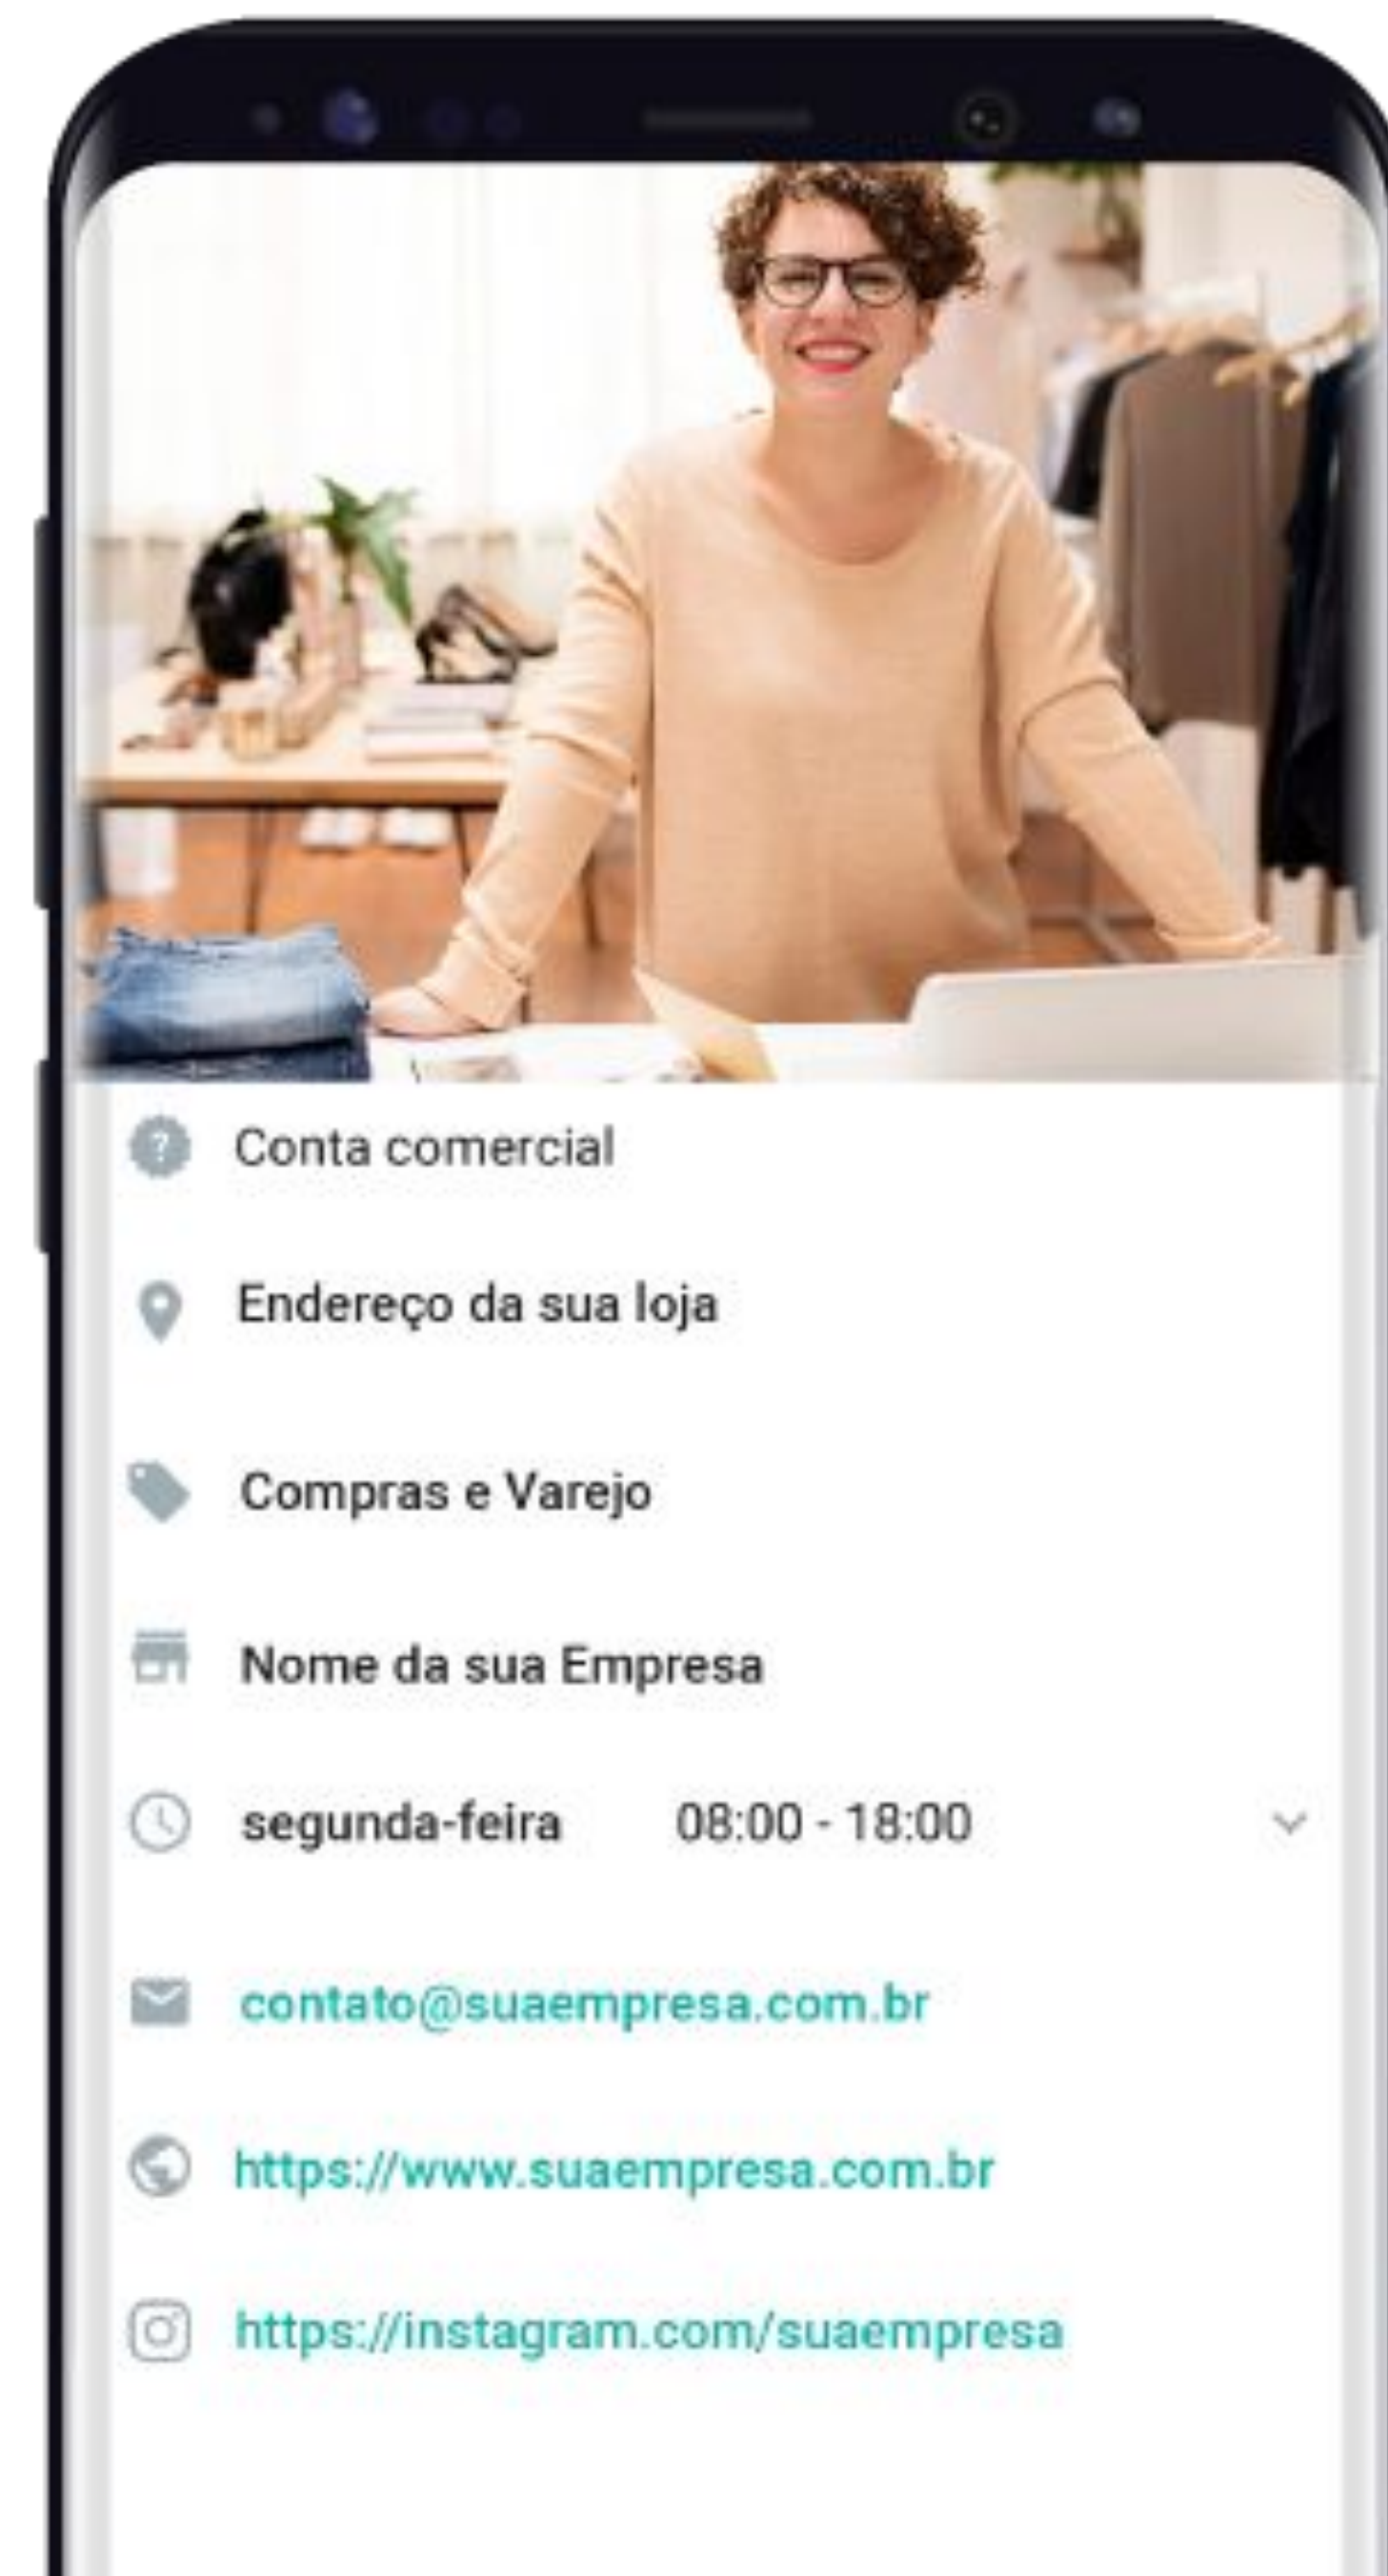 Conta comercial
Endereço da sua loja
Compras e Varejo
Nome da sua Empresa
segunda-feira 08:00 - 18:00
contato@suaempresa.com.br
https://www.suaempresa.com.br
https://instagram.com/suaempresa